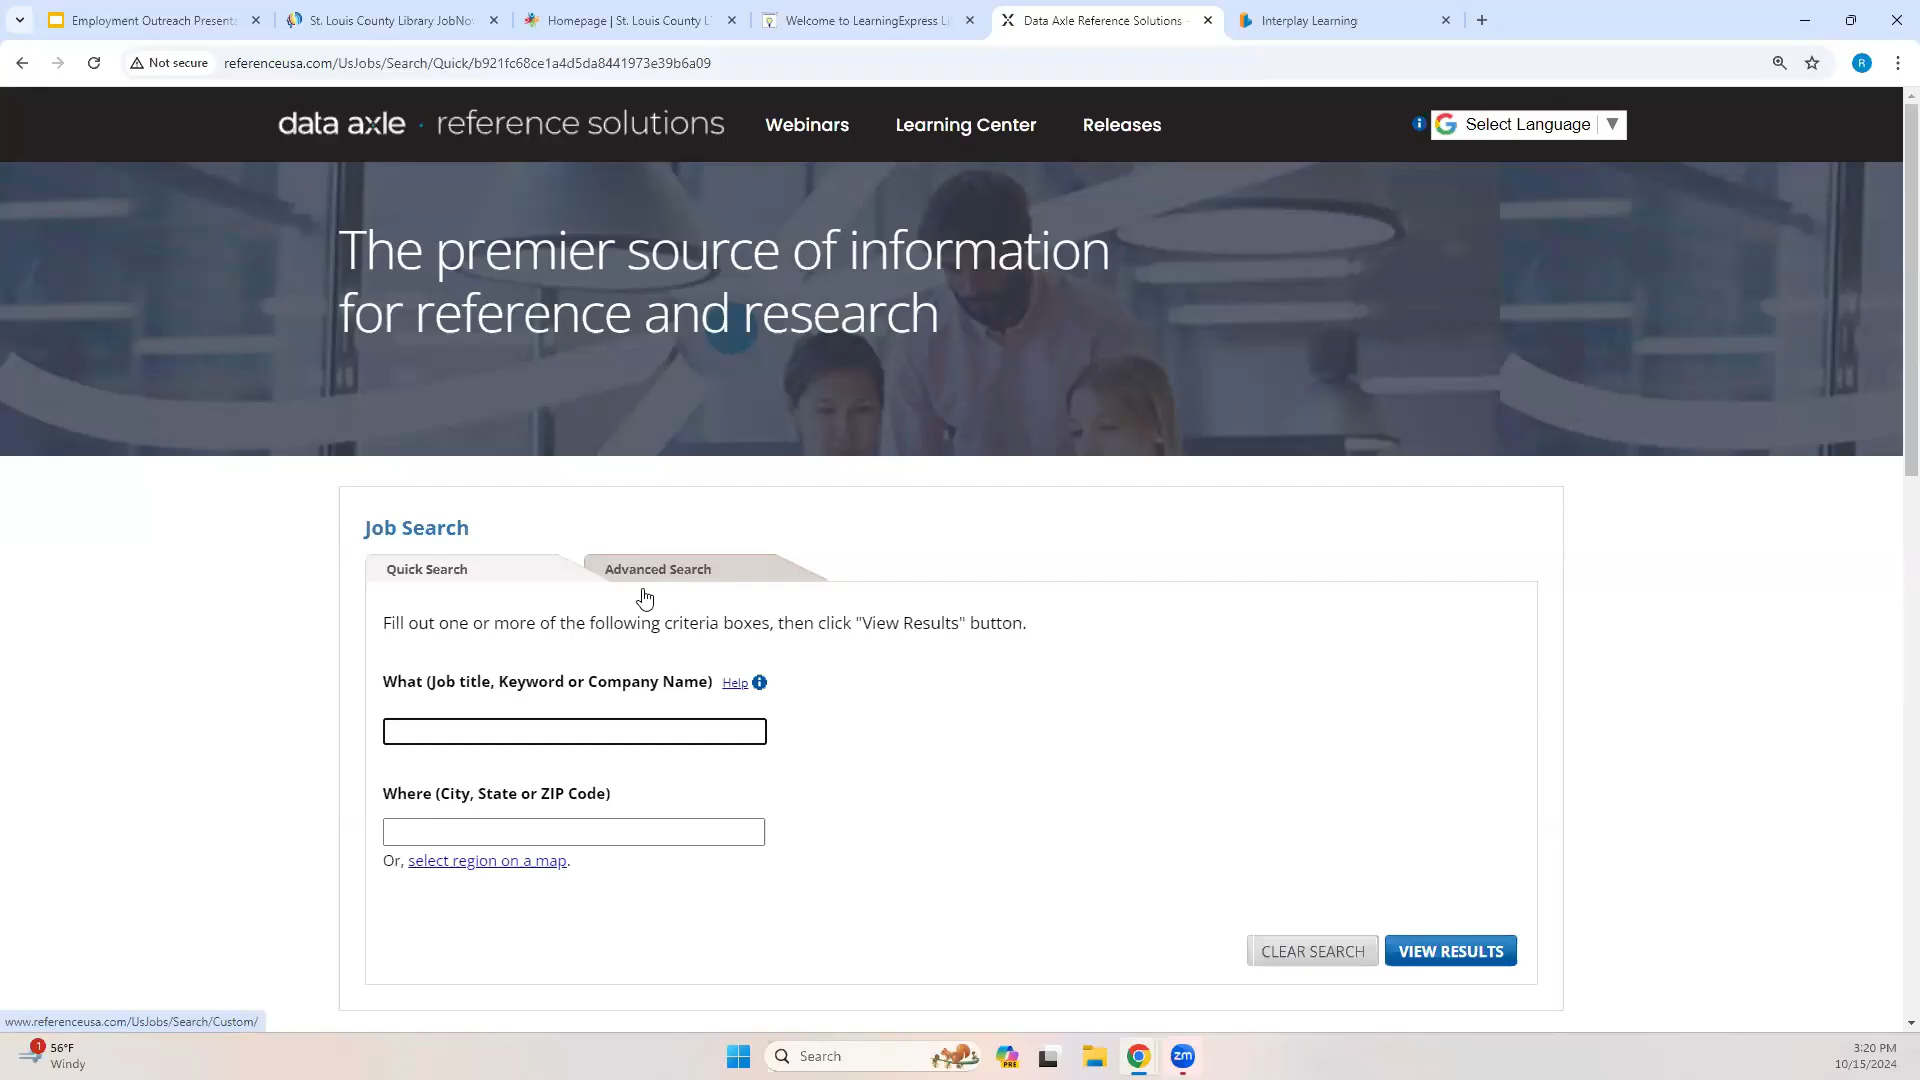 Employment Outreach Presenta
St. Louis County Library JobNo
Homepage | St. Louis County L
Welcome to LearningExpress Li
Data Axle Reference Solutions
Interplay Learning
Not secure
referenceusa.com/UsJobs/Search/Quick/b921fc68ce1a4d5da8441973e39b6a09
R
data axle · reference solutions
Webinars
Learning Center
Releases
Select Language
The premier source of information
for reference and research
Job Search
Quick Search
Advanced Search
Fill out one or more of the following criteria boxes, then click "View Results" button.
What (Job title, Keyword or Company Name) Help
Where (City, State or ZIP Code)
Or, select region on a map.
CLEAR SEARCH
VIEW RESULTS
www.referenceusa.com/UsJobs/Search/Custom/
1
56°F
Windy
Search
PRE
zm
3:20 PM
10/15/2024